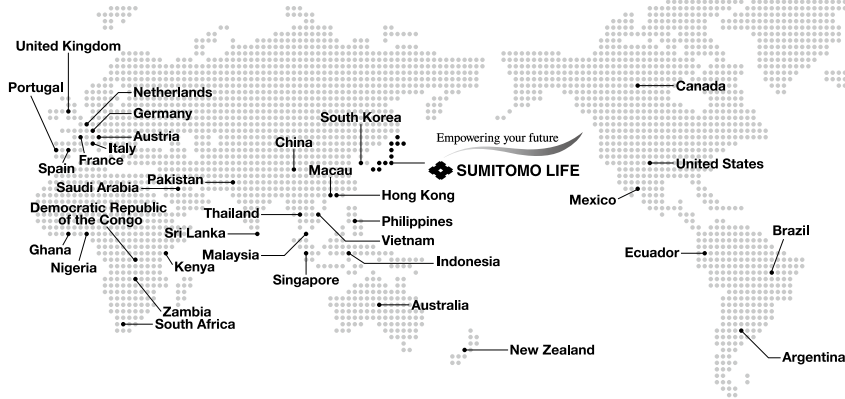 United Kingdom
Portugal
Netherlands
Germany
Austria
Italy
France
Spain
Saudi Arabia
Pakistan
China
South Korea
Empowering your future
SUMITOMO LIFE
Macau
Hong Kong
Democratic Republic
of the Congo
Thailand
Philippines
Sri Lanka
Vietnam
Ghana
Nigeria
Kenya
Malaysia
Indonesia
Singapore
Zambia
South Africa
Australia
New Zealand
Canada
United States
Mexico
Ecuador
Brazil
Argentina